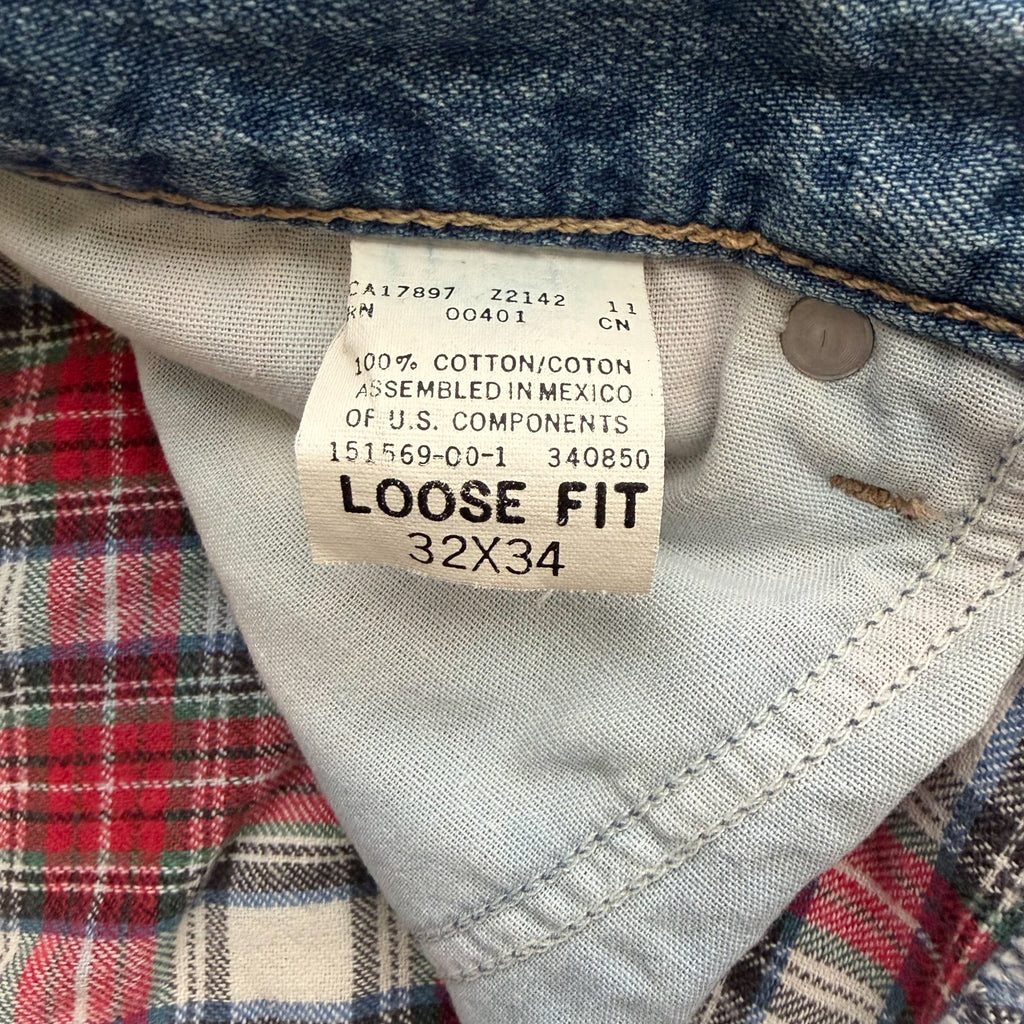 CA17897 Z2142 11
RN 00401 CN
100% COTTON/COTON
ASSEMBLED IN MEXICO
OF U.S. COMPONENTS
151569-00-1 340850
LOOSE FIT
32X34